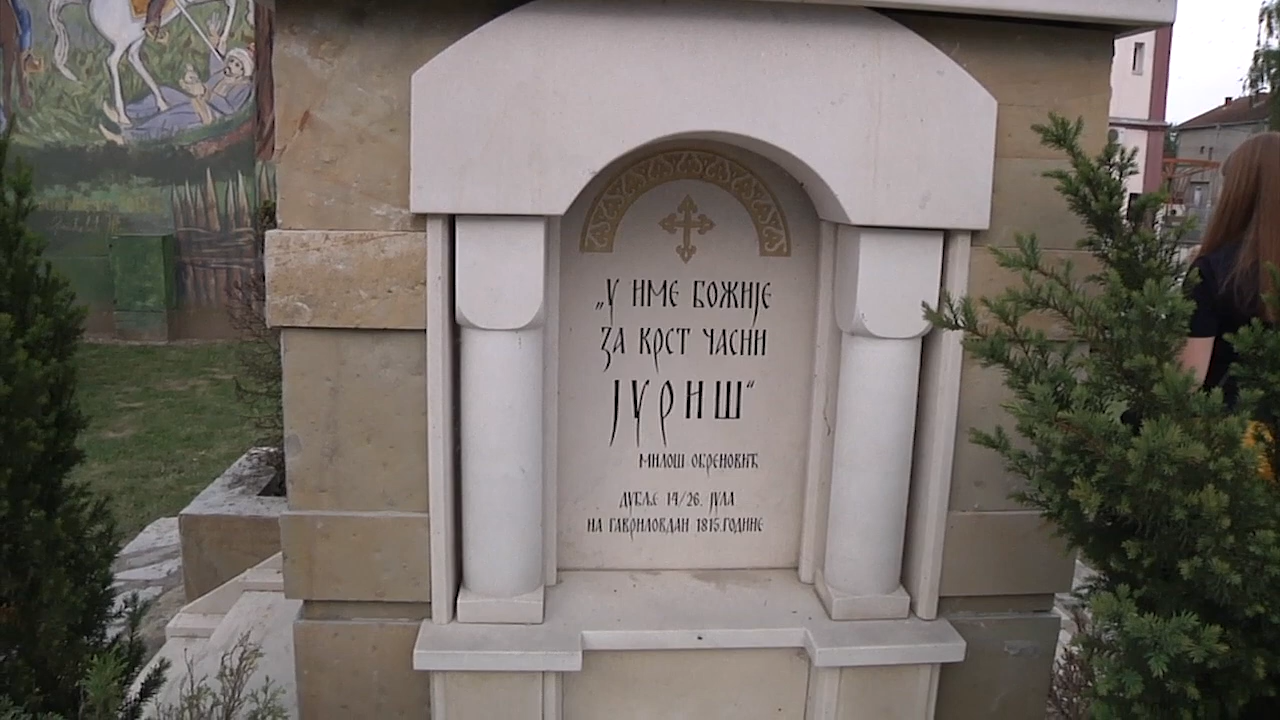 „У ИМЕ БОЖИЈЕ
ЗА КРСТ ЧАСНИ
ЈУРИШ“
МИЛОШ ОБРЕНОВИЋ
ДУБЉЕ 14/26. ЈУЛА
НА ГАВРИЛОВДАН 1815.ГОДИНЕ